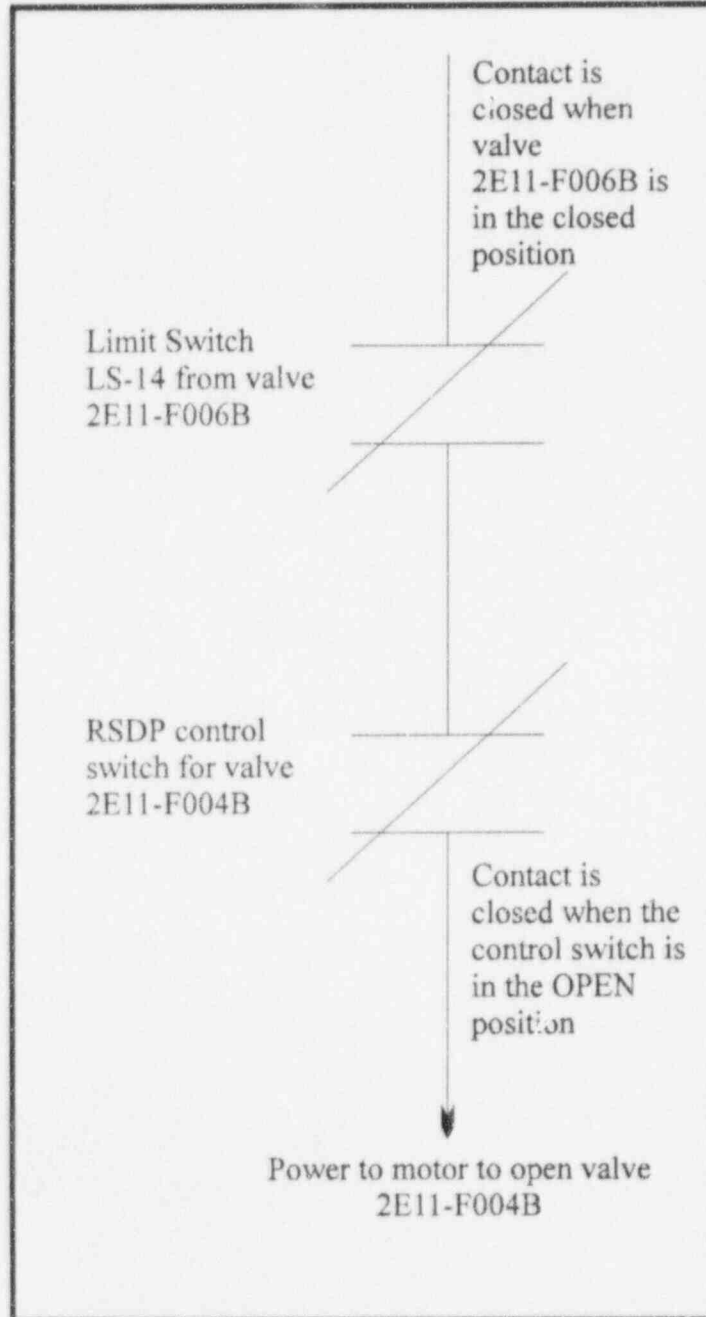 Contact is
closed when
valve
2E11-F006B is
in the closed
position
Limit Switch
LS-14 from valve
2E11-F006B
RSDP control
switch for valve
2E11-F004B
Contact is
closed when the
control switch is
in the OPEN
position
Power to motor to open valve
2E11-F004B